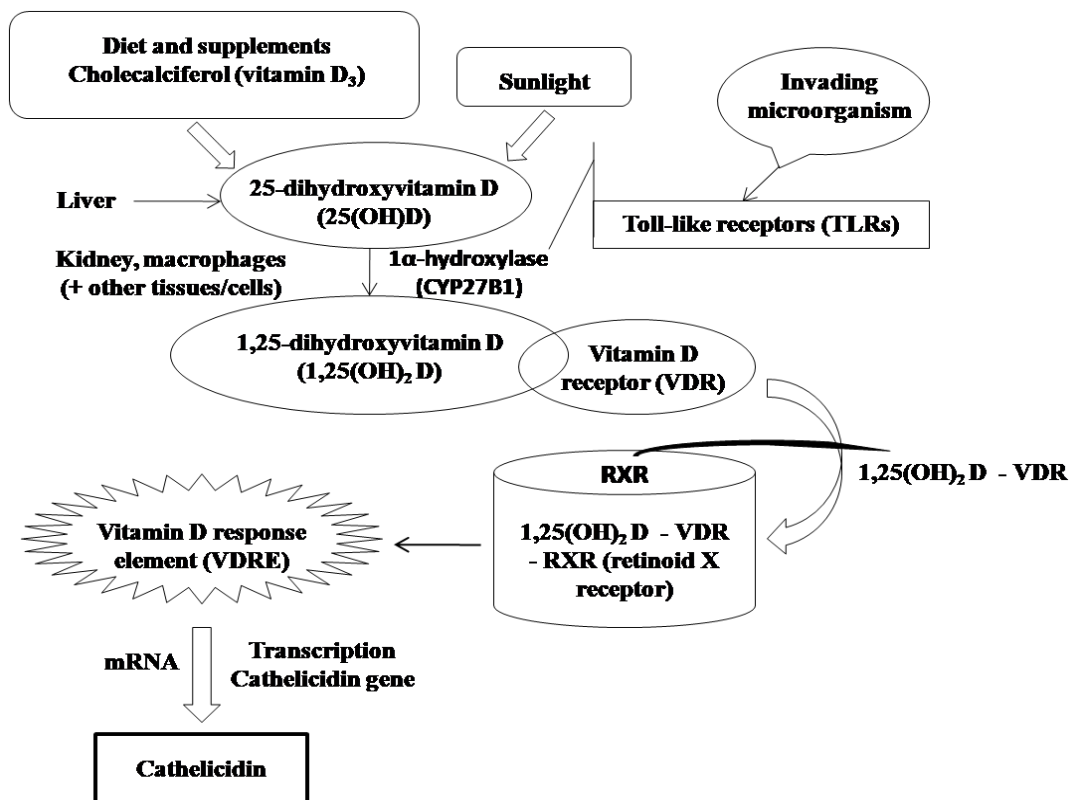 Diet and supplements
Cholecalciferol (vitamin D₃)
Sunlight
Invading
microorganism
25-dihydroxyvitamin D
(25(OH)D)
Liver
Toll-like receptors (TLRs)
Kidney, macrophages
(+ other tissues/cells)
1α-hydroxylase
(CYP27B1)
1,25-dihydroxyvitamin D
(1,25(OH)₂ D)
Vitamin D
receptor (VDR)
RXR
1,25(OH)₂ D - VDR
1,25(OH)₂ D - VDR
- RXR (retinoid X
receptor)
Vitamin D response
element (VDRE)
mRNA
Transcription
Cathelicidin gene
Cathelicidin